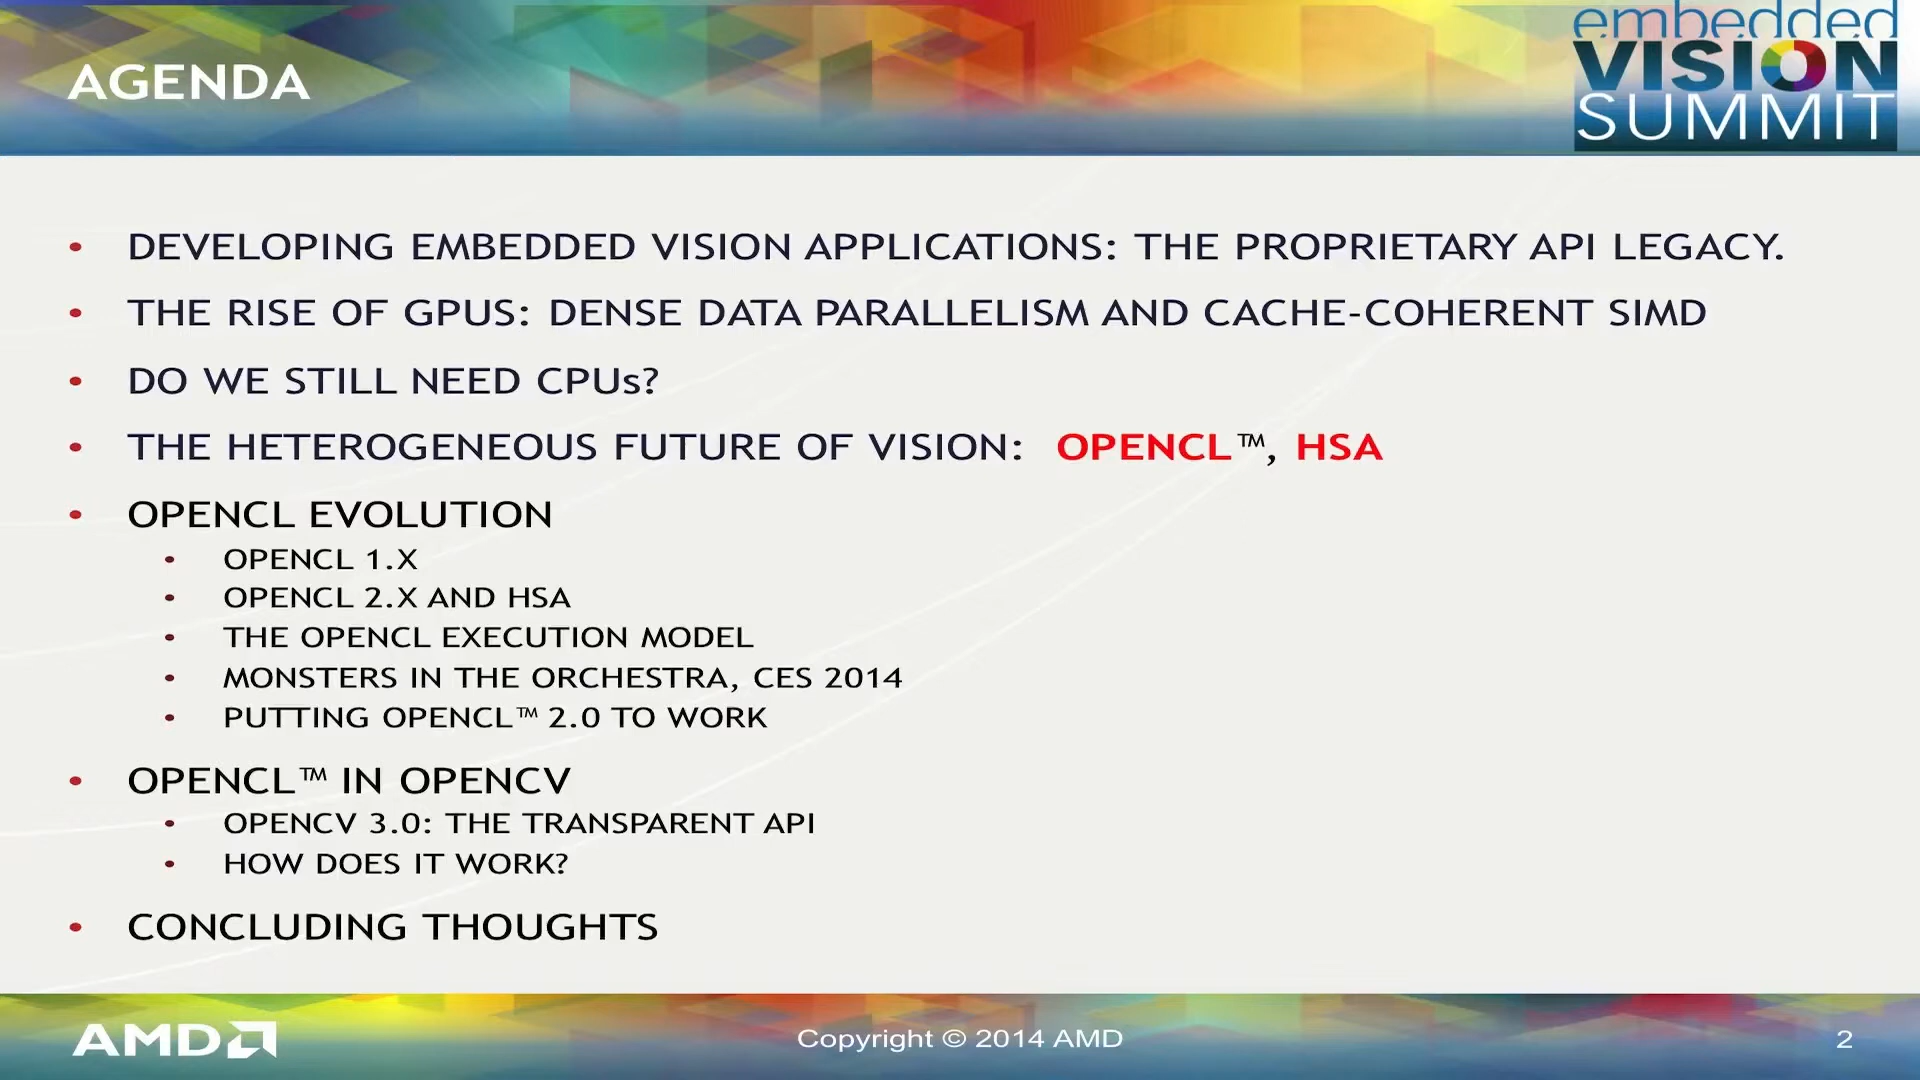 AGENDA
embedded
VISION
SUMMIT
• DEVELOPING EMBEDDED VISION APPLICATIONS: THE PROPRIETARY API LEGACY.
• THE RISE OF GPUS: DENSE DATA PARALLELISM AND CACHE-COHERENT SIMD
• DO WE STILL NEED CPUs?
• THE HETEROGENEOUS FUTURE OF VISION: OPENCL™, HSA
• OPENCL EVOLUTION
• OPENCL 1.X
• OPENCL 2.X AND HSA
• THE OPENCL EXECUTION MODEL
• MONSTERS IN THE ORCHESTRA, CES 2014
• PUTTING OPENCL™ 2.0 TO WORK
• OPENCL™ IN OPENCV
• OPENCV 3.0: THE TRANSPARENT API
• HOW DOES IT WORK?
• CONCLUDING THOUGHTS
AMD
Copyright © 2014 AMD
2